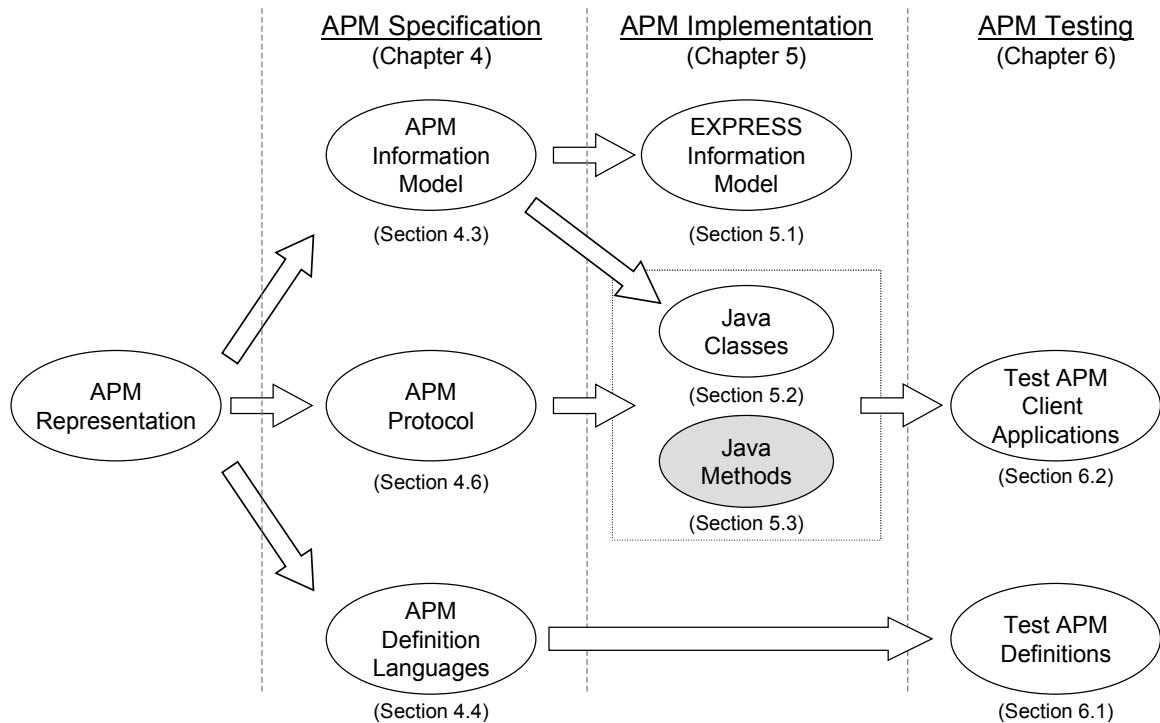 APM Specification
(Chapter 4)
APM Implementation
(Chapter 5)
APM Testing
(Chapter 6)
APM
Information
Model
(Section 4.3)
EXPRESS
Information
Model
(Section 5.1)
Java
Classes
(Section 5.2)
APM
Representation
APM
Protocol
(Section 4.6)
Java
Methods
(Section 5.3)
Test APM
Client
Applications
(Section 6.2)
APM
Definition
Languages
(Section 4.4)
Test APM
Definitions
(Section 6.1)